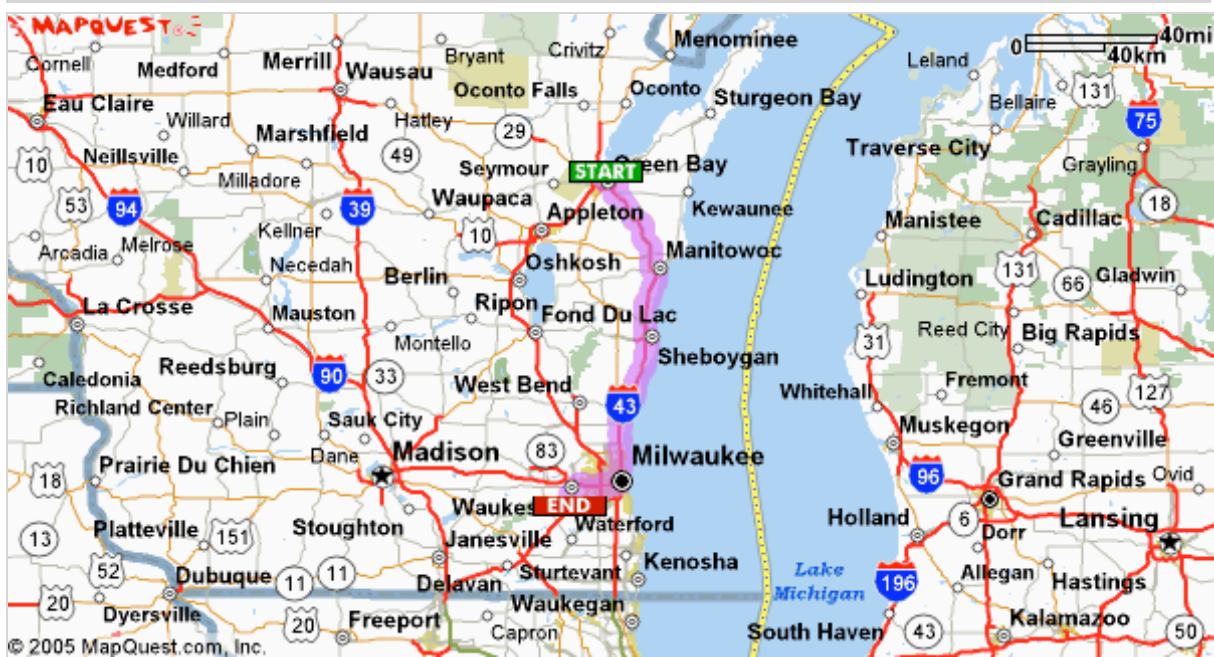 MAPQUEST
Cornell
Medford
Merrill
Wausau
Bryant
Crivitz
Menominee
Leland
0 40mi
40km
131
Eau Claire
Willard
Marshfield
Hatley
Oconto Falls
Oconto
Sturgeon Bay
Bellaire
75
10
Neillsville
Milladore
49
29
Seymour
START
Green Bay
Traverse City
Grayling
53
94
39
Waupaca
Appleton
Kewaunee
Manistee
Cadillac
18
Arcadia
Melrose
Kellner
10
Necedah
Berlin
Oshkosh
Manitowoc
Ludington
131
66
Gladwin
La Crosse
Mauston
Ripon
Fond Du Lac
Reed City
Big Rapids
Montello
31
Caledonia
Reedsburg
90
33
West Bend
Sheboygan
Whitehall
Fremont
127
Richland Center
Plain
Sauk City
43
46
Muskegon
Greenville
Dane
Madison
83
Milwaukee
96
Grand Rapids
Ovid
18
Prairie Du Chien
Waukes
END
Waterford
Holland
6
Dorr
Lansing
13
Platteville
151
Stoughton
Janesville
Kenosha
52
Dubuque
11
11
Delavan
Sturtevant
Lake
Michigan
196
Allegan
Hastings
20
Dyersville
20
Freeport
Capron
Waukegan
South Haven
43
Kalamazoo
50
© 2005 MapQuest.com, Inc.